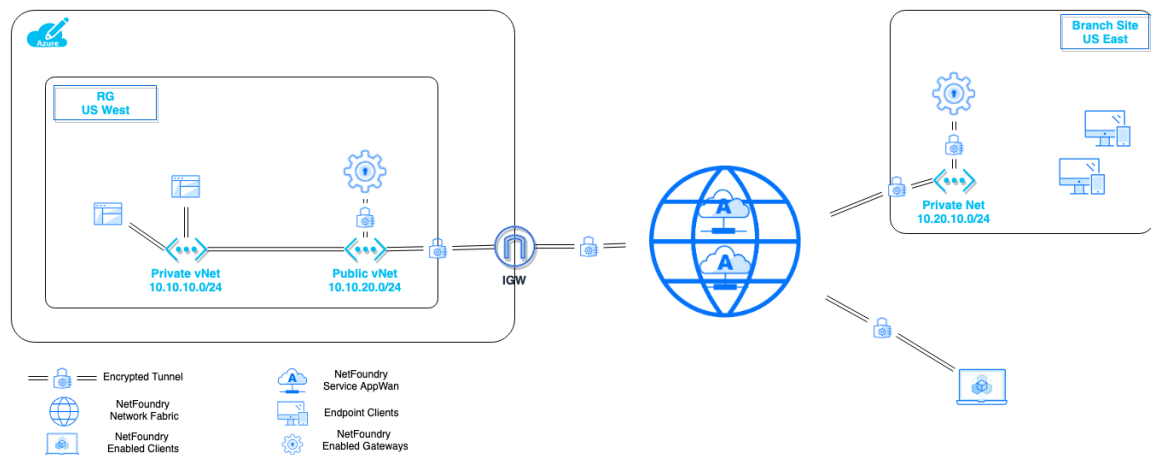 Azure
RG
US West
Private vNet
10.10.10.0/24
Public vNet
10.10.20.0/24
IGW
A
A
Branch Site
US East
Private Net
10.20.10.0/24
Encrypted Tunnel
NetFoundry
Network Fabric
NetFoundry
Enabled Clients
A
NetFoundry
Service AppWan
Endpoint Clients
NetFoundry
Enabled Gateways